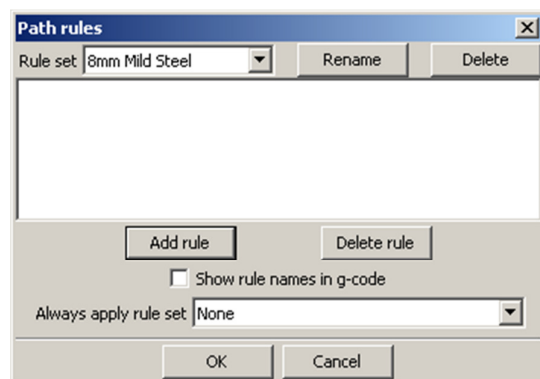 Path rules
Rule set 8mm Mild Steel Rename Delete
Add rule Delete rule
Show rule names in g-code
Always apply rule set None
OK Cancel